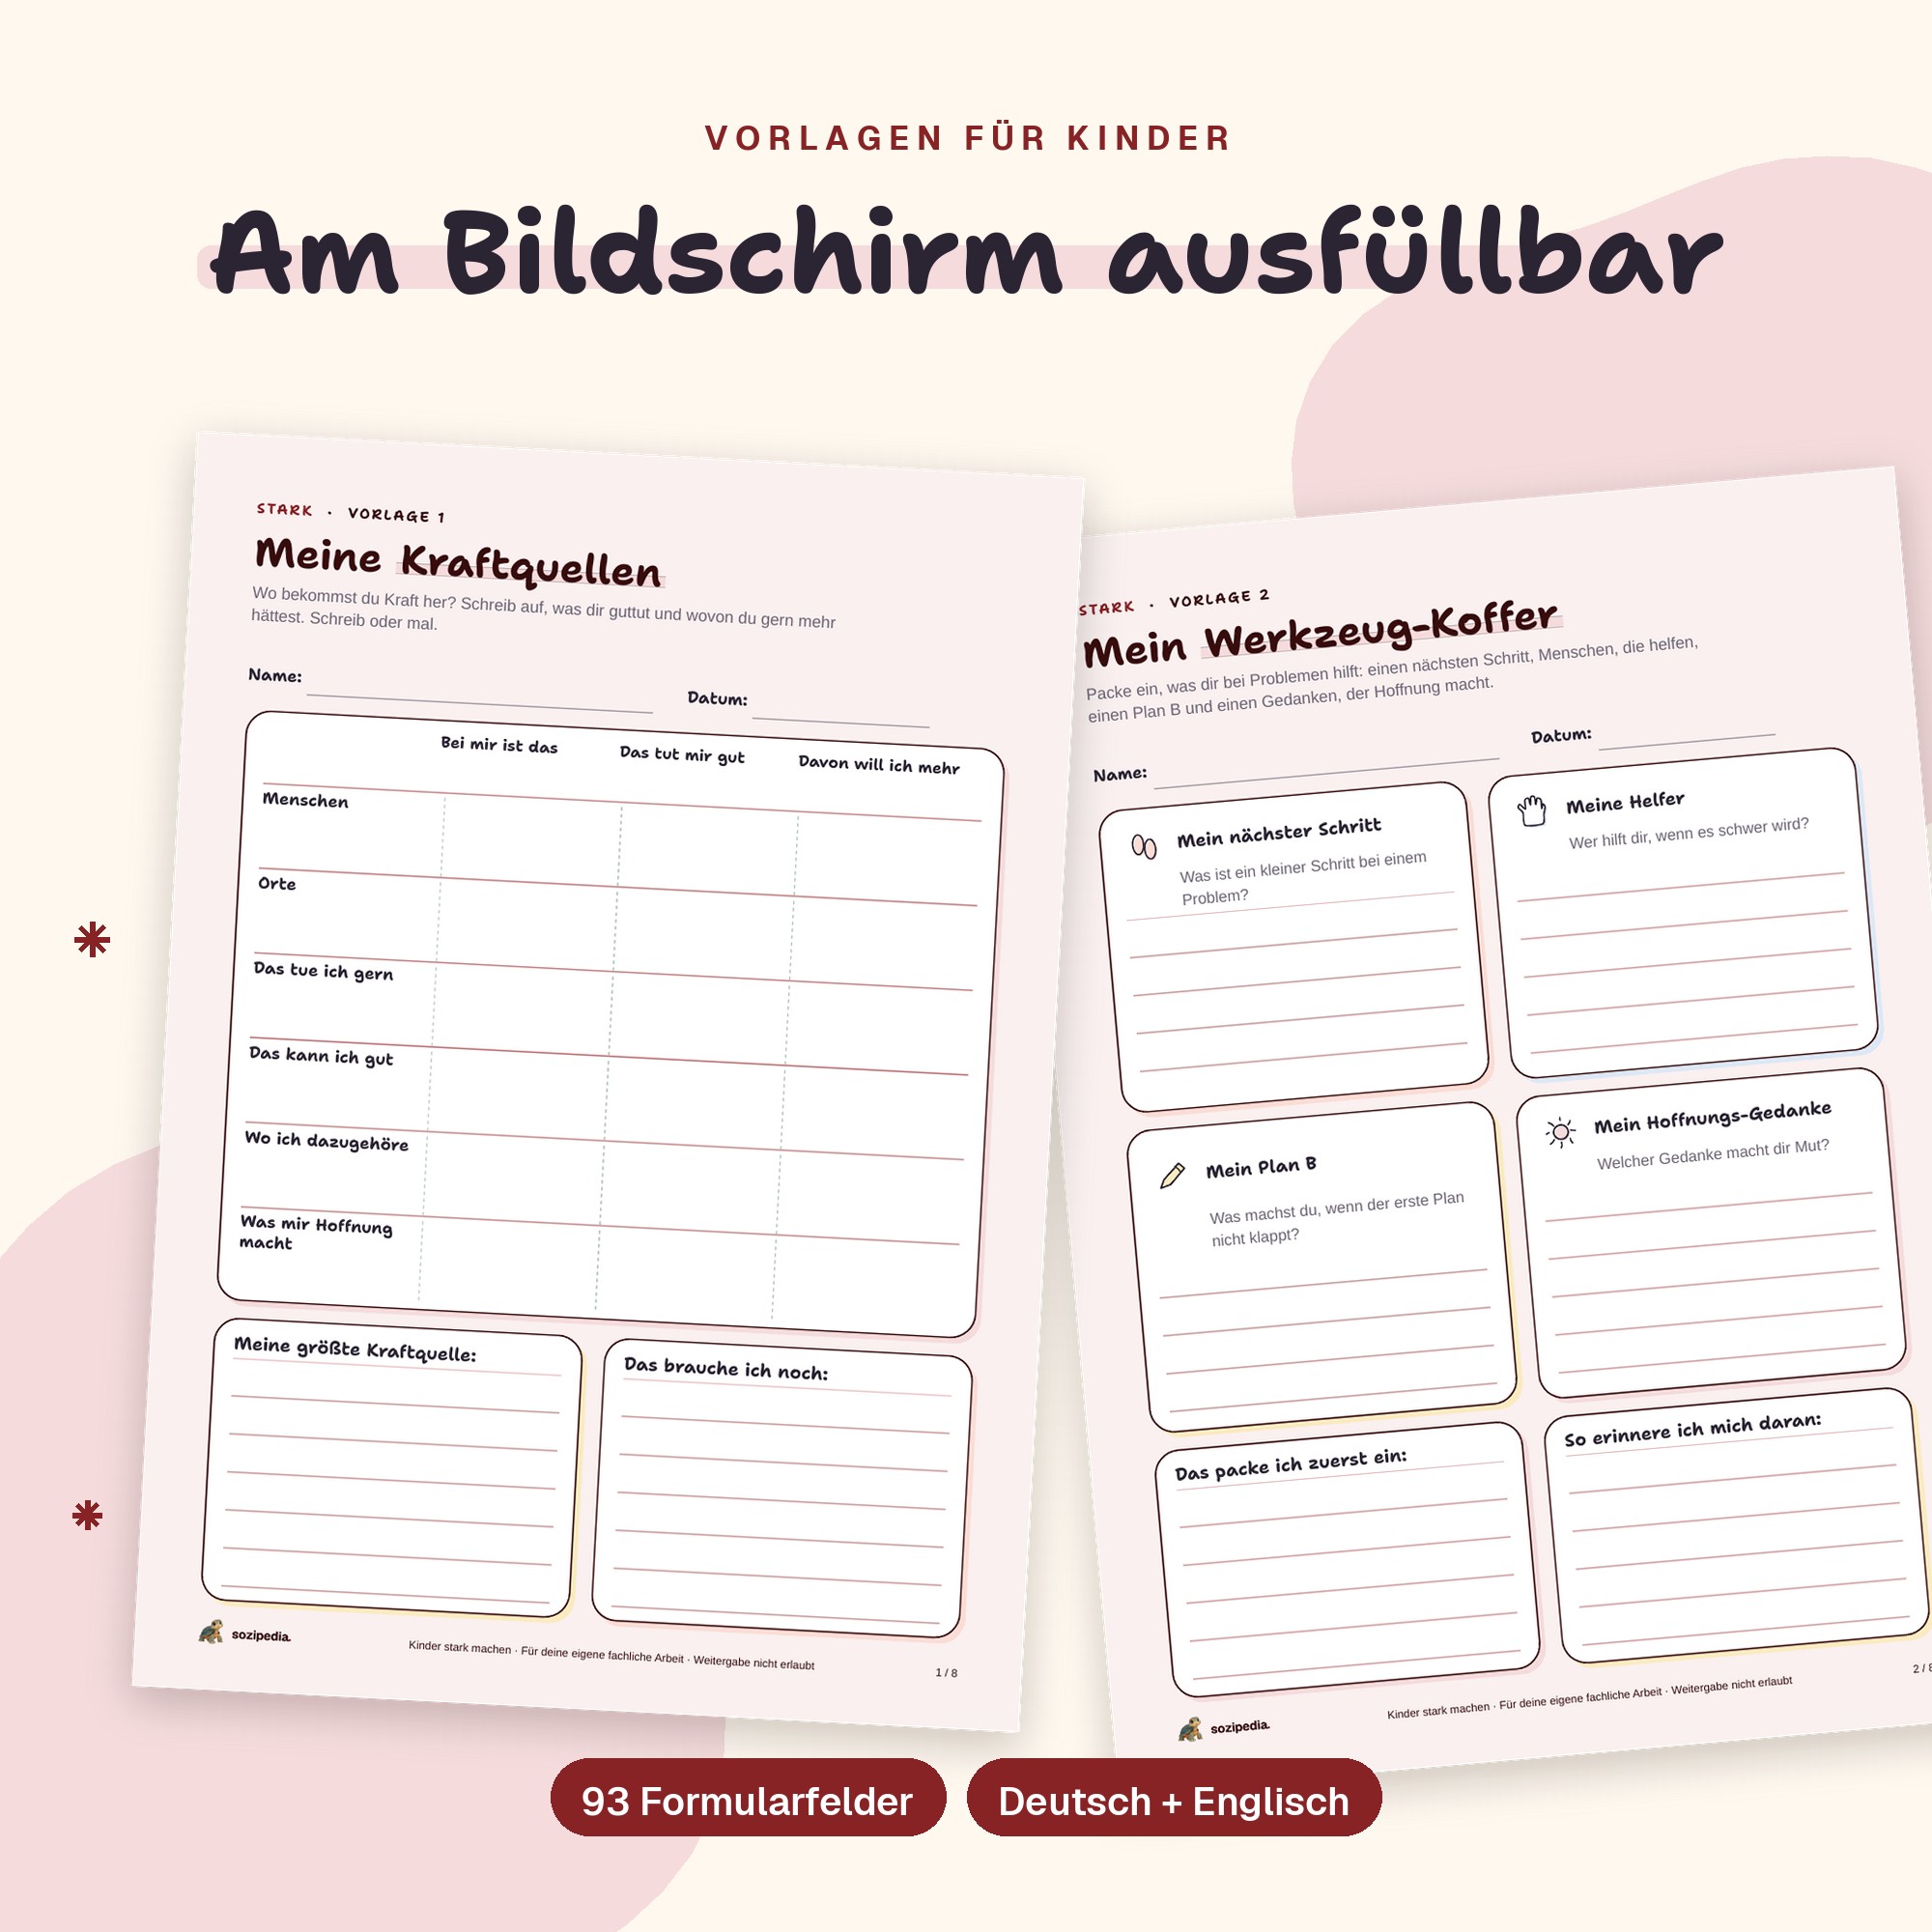 VORLAGEN FÜR KINDER
Am Bildschirm ausfüllbar
STARK · VORLAGE 1
Meine Kraftquellen
Wo bekommst du Kraft her? Schreib auf, was dir guttut und wovon du gern mehr
hättest. Schreib oder mal.
Name:
Datum:
Bei mir ist das
Das tut mir gut
Davon will ich mehr
Menschen
Orte
Das tue ich gern
Das kann ich gut
Wo ich dazugehöre
Was mir Hoffnung
macht
Meine größte Kraftquelle:
Das brauche ich noch:
sozipedia.
Kinder stark machen · Für deine eigene fachliche Arbeit · Weitergabe nicht erlaubt
1 / 8
STARK · VORLAGE 2
Mein Werkzeug-Koffer
Packe ein, was dir bei Problemen hilft: einen nächsten Schritt, Menschen, die helfen,
einen Plan B und einen Gedanken, der Hoffnung macht.
Name:
Datum:
Mein nächster Schritt
Was ist ein kleiner Schritt bei einem
Problem?
Meine Helfer
Wer hilft dir, wenn es schwer wird?
Mein Plan B
Was machst du, wenn der erste Plan
nicht klappt?
Mein Hoffnungs-Gedanke
Welcher Gedanke macht dir Mut?
Das packe ich zuerst ein:
So erinnere ich mich daran:
sozipedia.
Kinder stark machen · Für deine eigene fachliche Arbeit · Weitergabe nicht erlaubt
2 / 8
93 Formularfelder
Deutsch + Englisch